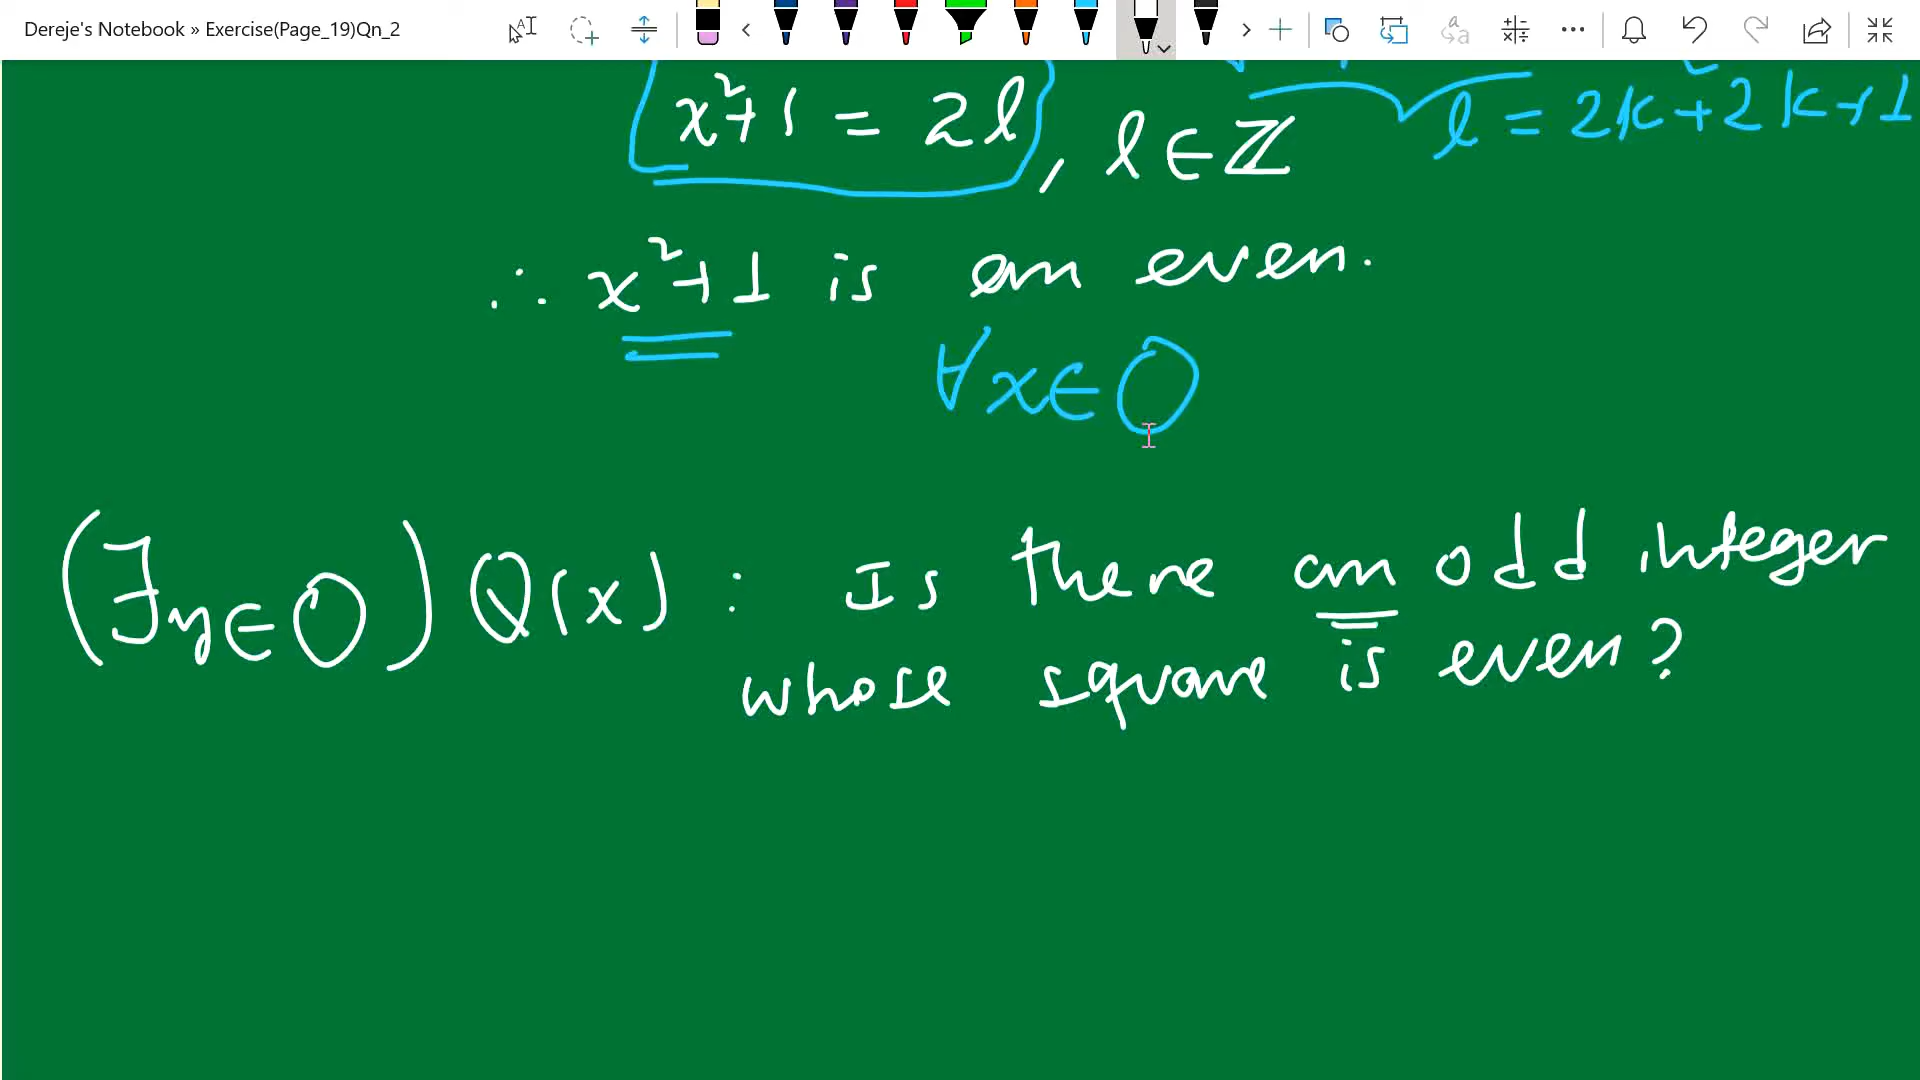 Dereje's Notebook » Exercise(Page_19)Qn_2
x²+1 = 2l, l∈ℤ
l = 2k²+2k+1
∴ x²+1 is an even.
∀x∈O
(∃y∈O) Q(x) : Is there an odd integer
whose square is even?